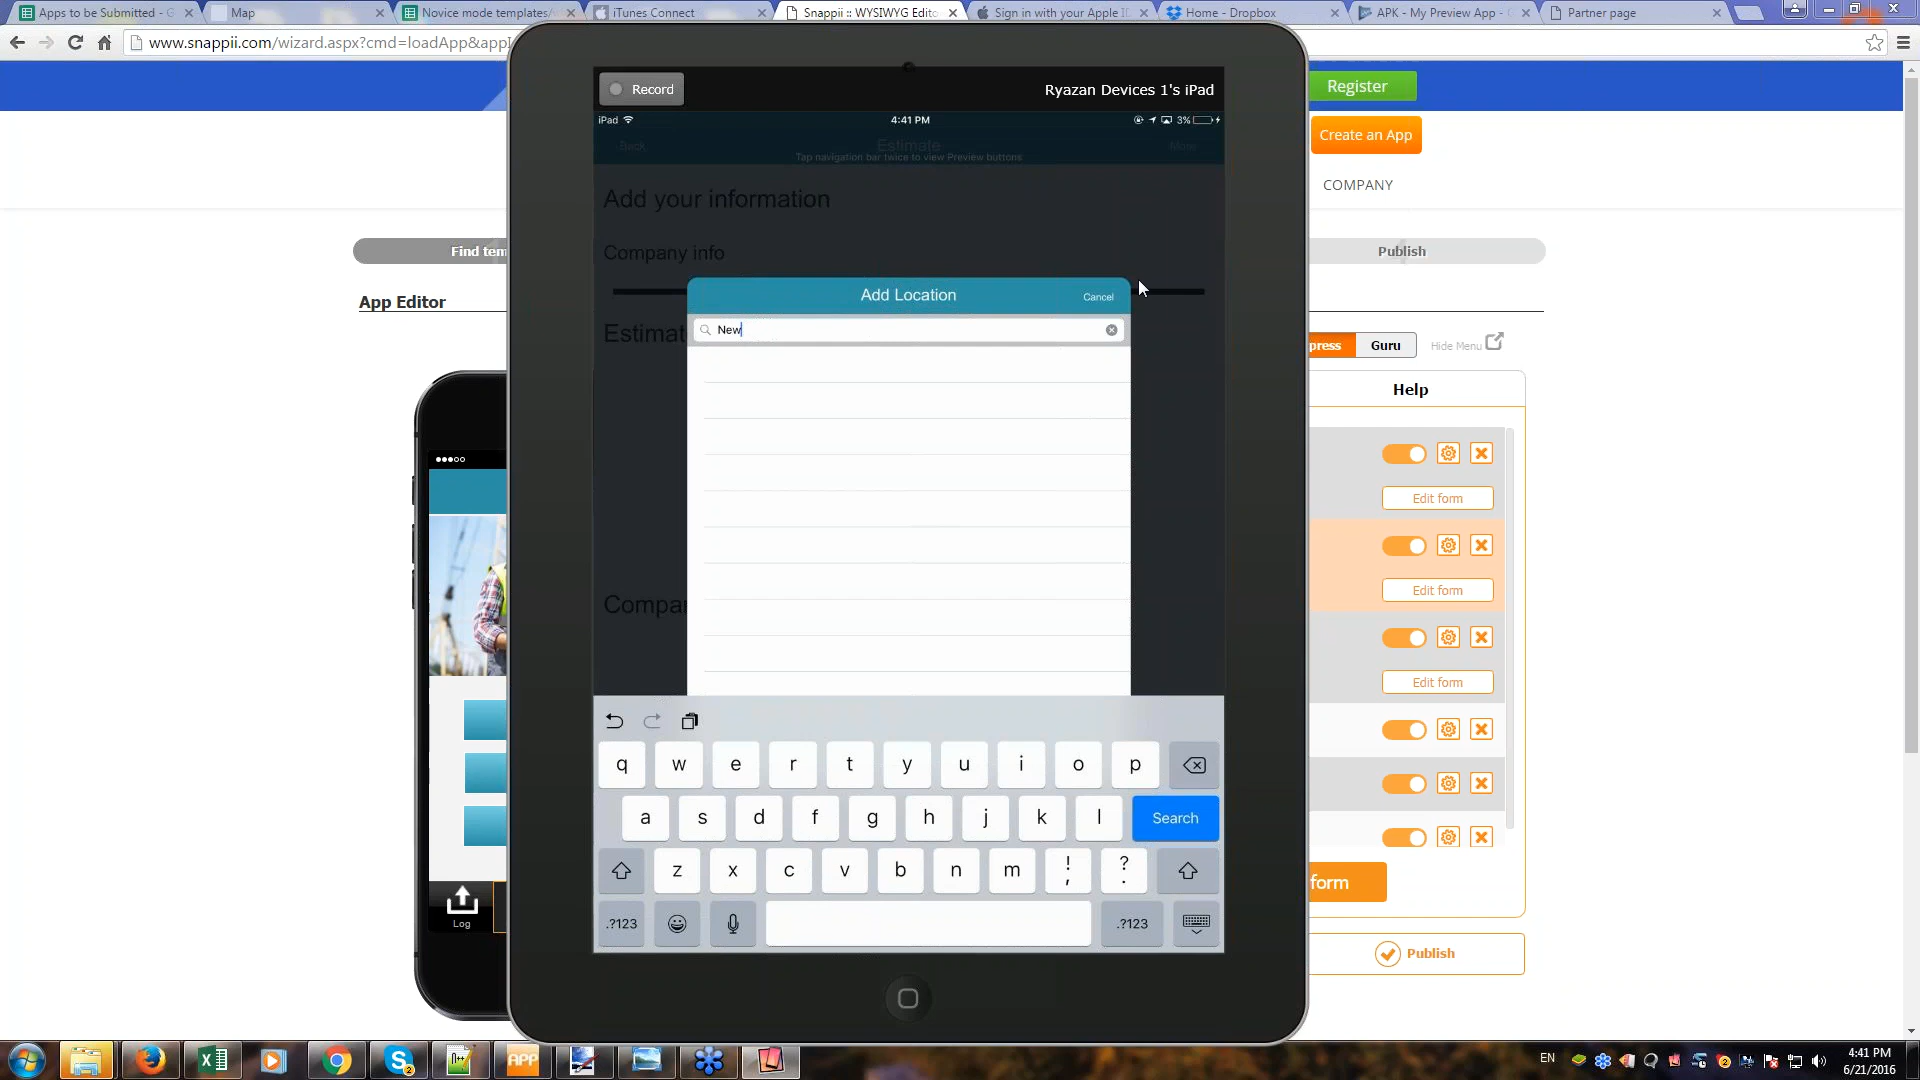 Apps to be Submitted - G
Map
Novice mode templates/
iTunes Connect
Snappii :: WYSIWYG Edito
Sign in with your Apple ID
Home - Dropbox
APK - My Preview App - G
Partner page
www.snappii.com/wizard.aspx?cmd=loadApp&appI
Record
Ryazan Devices 1's iPad
Register
iPad
4:41 PM
3%
Create an App
Back
Estimate
More
Tap navigation bar twice to view Preview buttons
COMPANY
Add your information
Find tem
Company info
Publish
App Editor
Add Location
Cancel
New
Estimat
press
Guru
Hide Menu
Help
Edit form
Edit form
Compa
Edit form
q w e r t y u i o p
a s d f g h j k l Search
z x c v b n m ! , ? .
form
Log
.?123
.?123
Publish
APP
EN
4:41 PM
6/21/2016